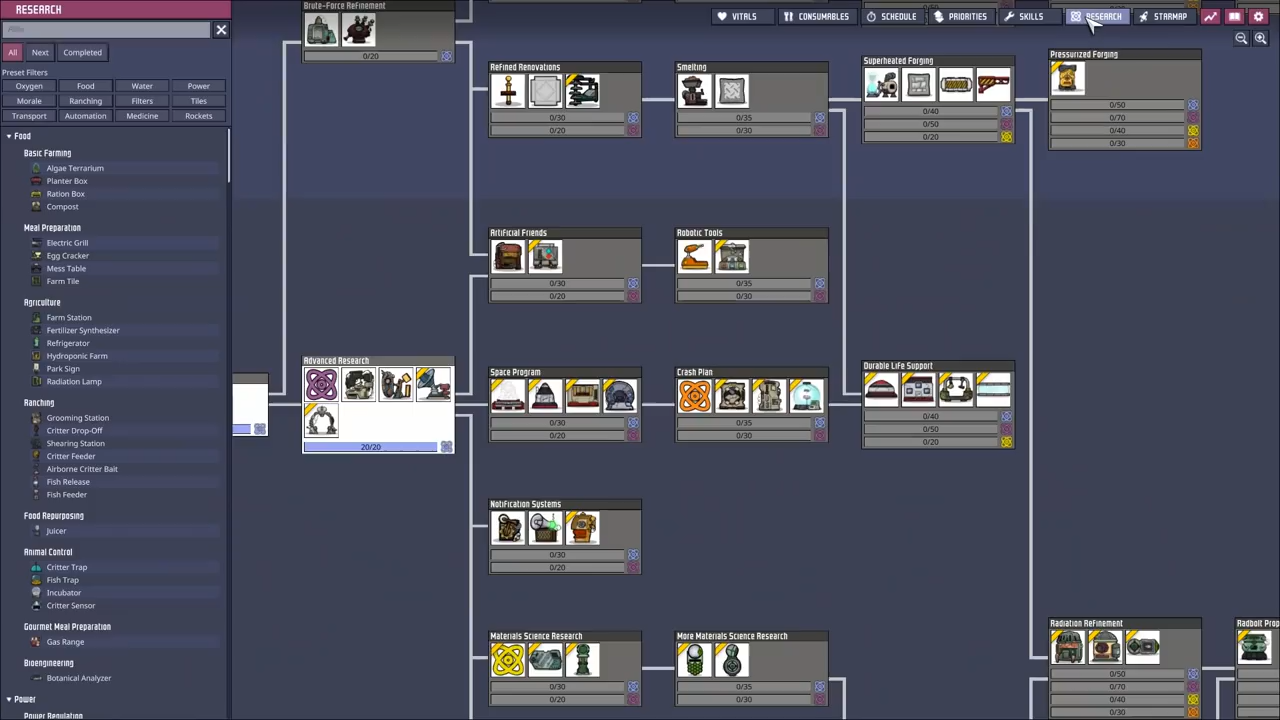 RESEARCH
VITALS
CONSUMABLES
SCHEDULE
PRIORITIES
SKILLS
RESEARCH
STARMAP
Filter
All
Next
Completed
Preset Filters
Oxygen
Food
Water
Power
Morale
Ranching
Filters
Tiles
Transport
Automation
Medicine
Rockets
Food
Basic Farming
Algae Terrarium
Planter Box
Ration Box
Compost
Meal Preparation
Electric Grill
Egg Cracker
Mess Table
Farm Tile
Agriculture
Farm Station
Fertilizer Synthesizer
Refrigerator
Hydroponic Farm
Park Sign
Radiation Lamp
Ranching
Grooming Station
Critter Drop-Off
Shearing Station
Critter Feeder
Airborne Critter Bait
Fish Release
Fish Feeder
Food Repurposing
Juicer
Animal Control
Critter Trap
Fish Trap
Incubator
Critter Sensor
Gourmet Meal Preparation
Gas Range
Bioengineering
Botanical Analyzer
Power
Power Regulation
Brute-Force Refinement
0/20
Refined Renovations
0/30
0/20
Smelting
0/35
0/30
Superheated Forging
0/40
0/50
0/20
Pressurized Forging
0/50
0/70
0/40
0/30
Artificial Friends
0/30
0/20
Robotic Tools
0/35
0/30
Advanced Research
20/20
Space Program
0/30
0/20
Crash Plan
0/35
0/30
Durable Life Support
0/40
0/50
0/20
Notification Systems
0/30
0/20
Materials Science Research
0/30
0/20
More Materials Science Research
0/35
0/30
Radiation Refinement
0/50
0/70
0/40
0/30
Radbolt Prop